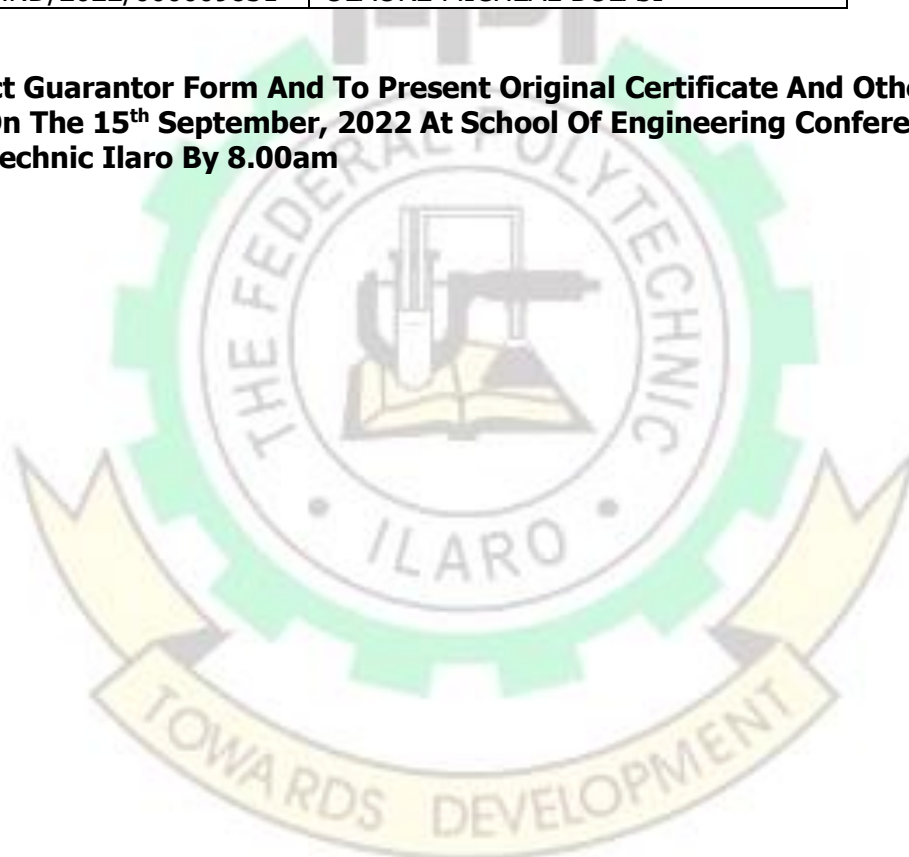 ct Guarantor Form And To Present Original Certificate And Othe
On The 15th September, 2022 At School Of Engineering Confere
technic Ilaro By 8.00am
THE FEDERAL POLYTECHNIC
• ILARO •
TOWARDS DEVELOPMENT